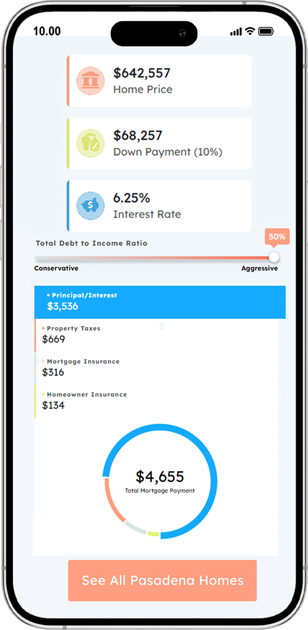 10.00
$642,557
Home Price
$68,257
Down Payment (10%)
6.25%
Interest Rate
50%
Total Debt to Income Ratio
Conservative Aggressive
• Principal/Interest
$3,536
• Property Taxes
$669
• Mortgage Insurance
$316
• Homeowner Insurance
$134
$4,655
Total Mortgage Payment
See All Pasadena Homes